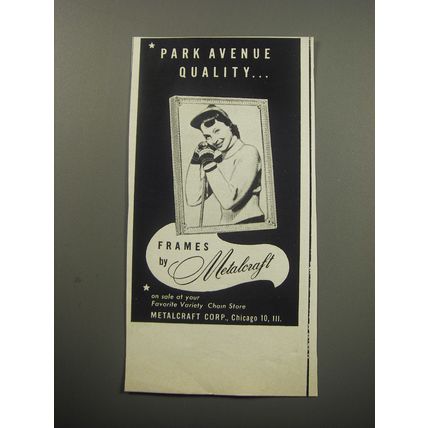 PARK AVENUE
QUALITY...
FRAMES
by Metalcraft
on sale at your
Favorite Variety Chain Store
METALCRAFT CORP., Chicago 10, Ill.